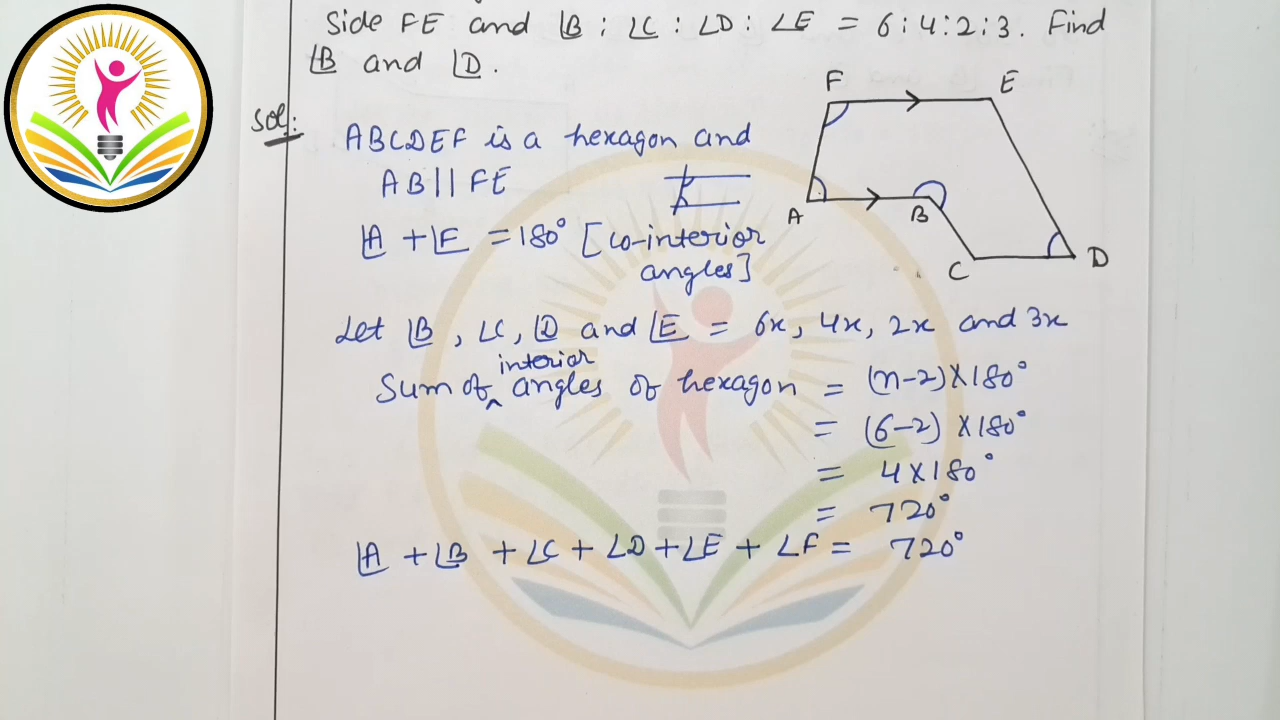 Side FE and ∠B : ∠C : ∠D : ∠E = 6:4:2:3. Find
∠B and ∠D.
Sol:
ABCDEF is a hexagon and
AB || FE
∠A + ∠F = 180° [co-interior
angles]
F E
A B
C D
Let ∠B, ∠C, ∠D and ∠E = 6x, 4x, 2x and 3x
interior
Sum of ^ angles of hexagon = (n-2)×180°
= (6-2) ×180°
= 4×180°
= 720°
∠A + ∠B + ∠C + ∠D + ∠E + ∠F = 720°